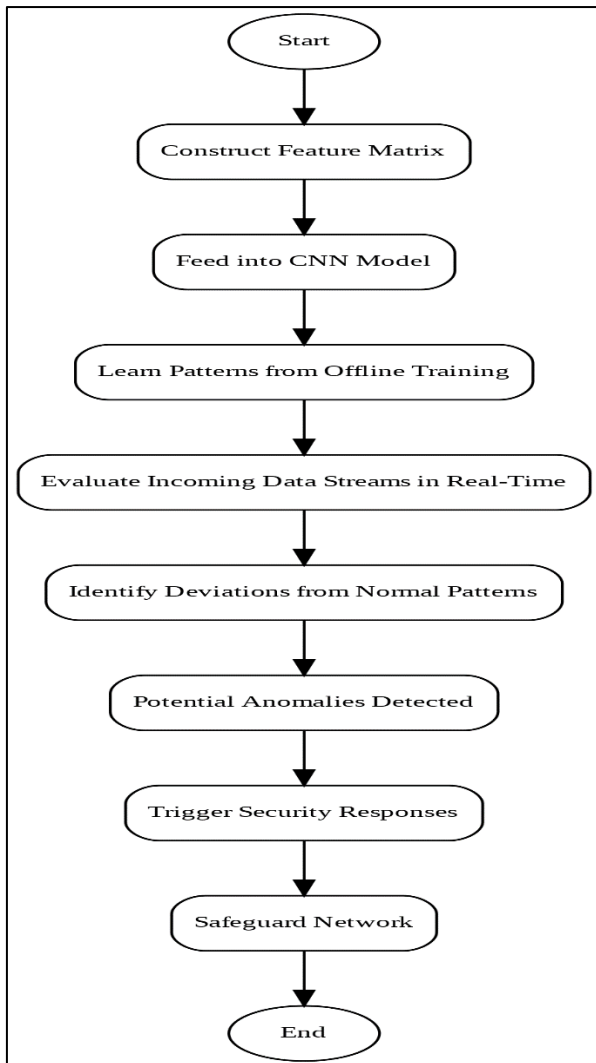 Start
Construct Feature Matrix
Feed into CNN Model
Learn Patterns from Offline Training
Evaluate Incoming Data Streams in Real-Time
Identify Deviations from Normal Patterns
Potential Anomalies Detected
Trigger Security Responses
Safeguard Network
End